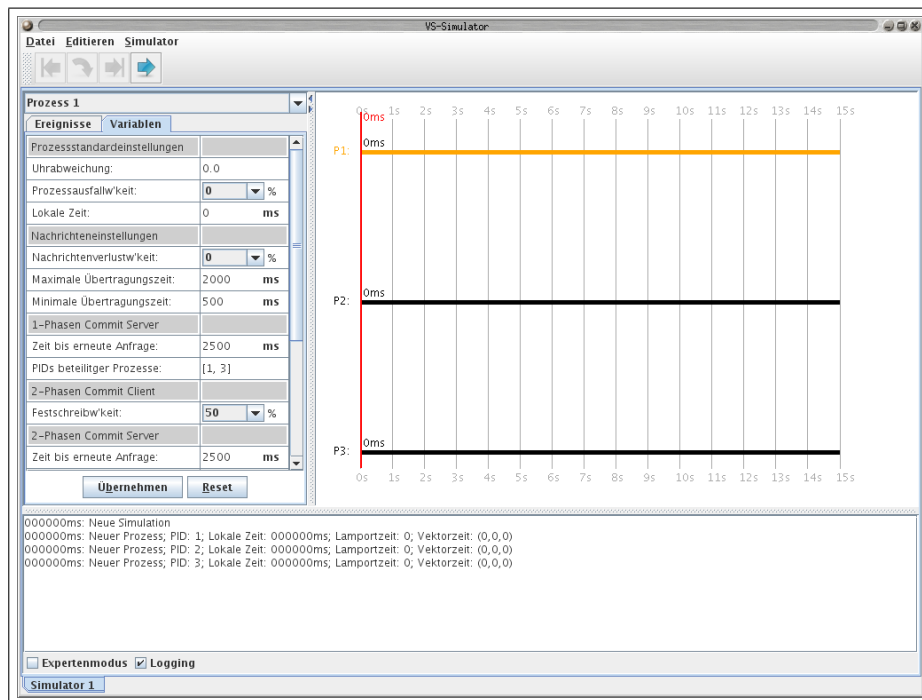 VS-Simulator
Datei Editieren Simulator
Prozess 1
Ereignisse Variablen
Prozessstandardeinstellungen
Uhrabweichung: 0.0
Prozessausfallw'keit: 0 %
Lokale Zeit: 0 ms
Nachrichteneinstellungen
Nachrichtenverlustw'keit: 0 %
Maximale Übertragungszeit: 2000 ms
Minimale Übertragungszeit: 500 ms
1-Phasen Commit Server
Zeit bis erneute Anfrage: 2500 ms
PIDs beteilitger Prozesse: [1, 3]
2-Phasen Commit Client
Festschreibw'keit: 50 %
2-Phasen Commit Server
Zeit bis erneute Anfrage: 2500 ms
Übernehmen Reset
0s 1s 2s 3s 4s 5s 6s 7s 8s 9s 10s 11s 12s 13s 14s 15s
0ms
P1: 0ms
P2: 0ms
P3: 0ms
0s 1s 2s 3s 4s 5s 6s 7s 8s 9s 10s 11s 12s 13s 14s 15s
000000ms: Neue Simulation
000000ms: Neuer Prozess; PID: 1; Lokale Zeit: 000000ms; Lamportzeit: 0; Vektorzeit: (0,0,0)
000000ms: Neuer Prozess; PID: 2; Lokale Zeit: 000000ms; Lamportzeit: 0; Vektorzeit: (0,0,0)
000000ms: Neuer Prozess; PID: 3; Lokale Zeit: 000000ms; Lamportzeit: 0; Vektorzeit: (0,0,0)
Expertenmodus Logging
Simulator 1